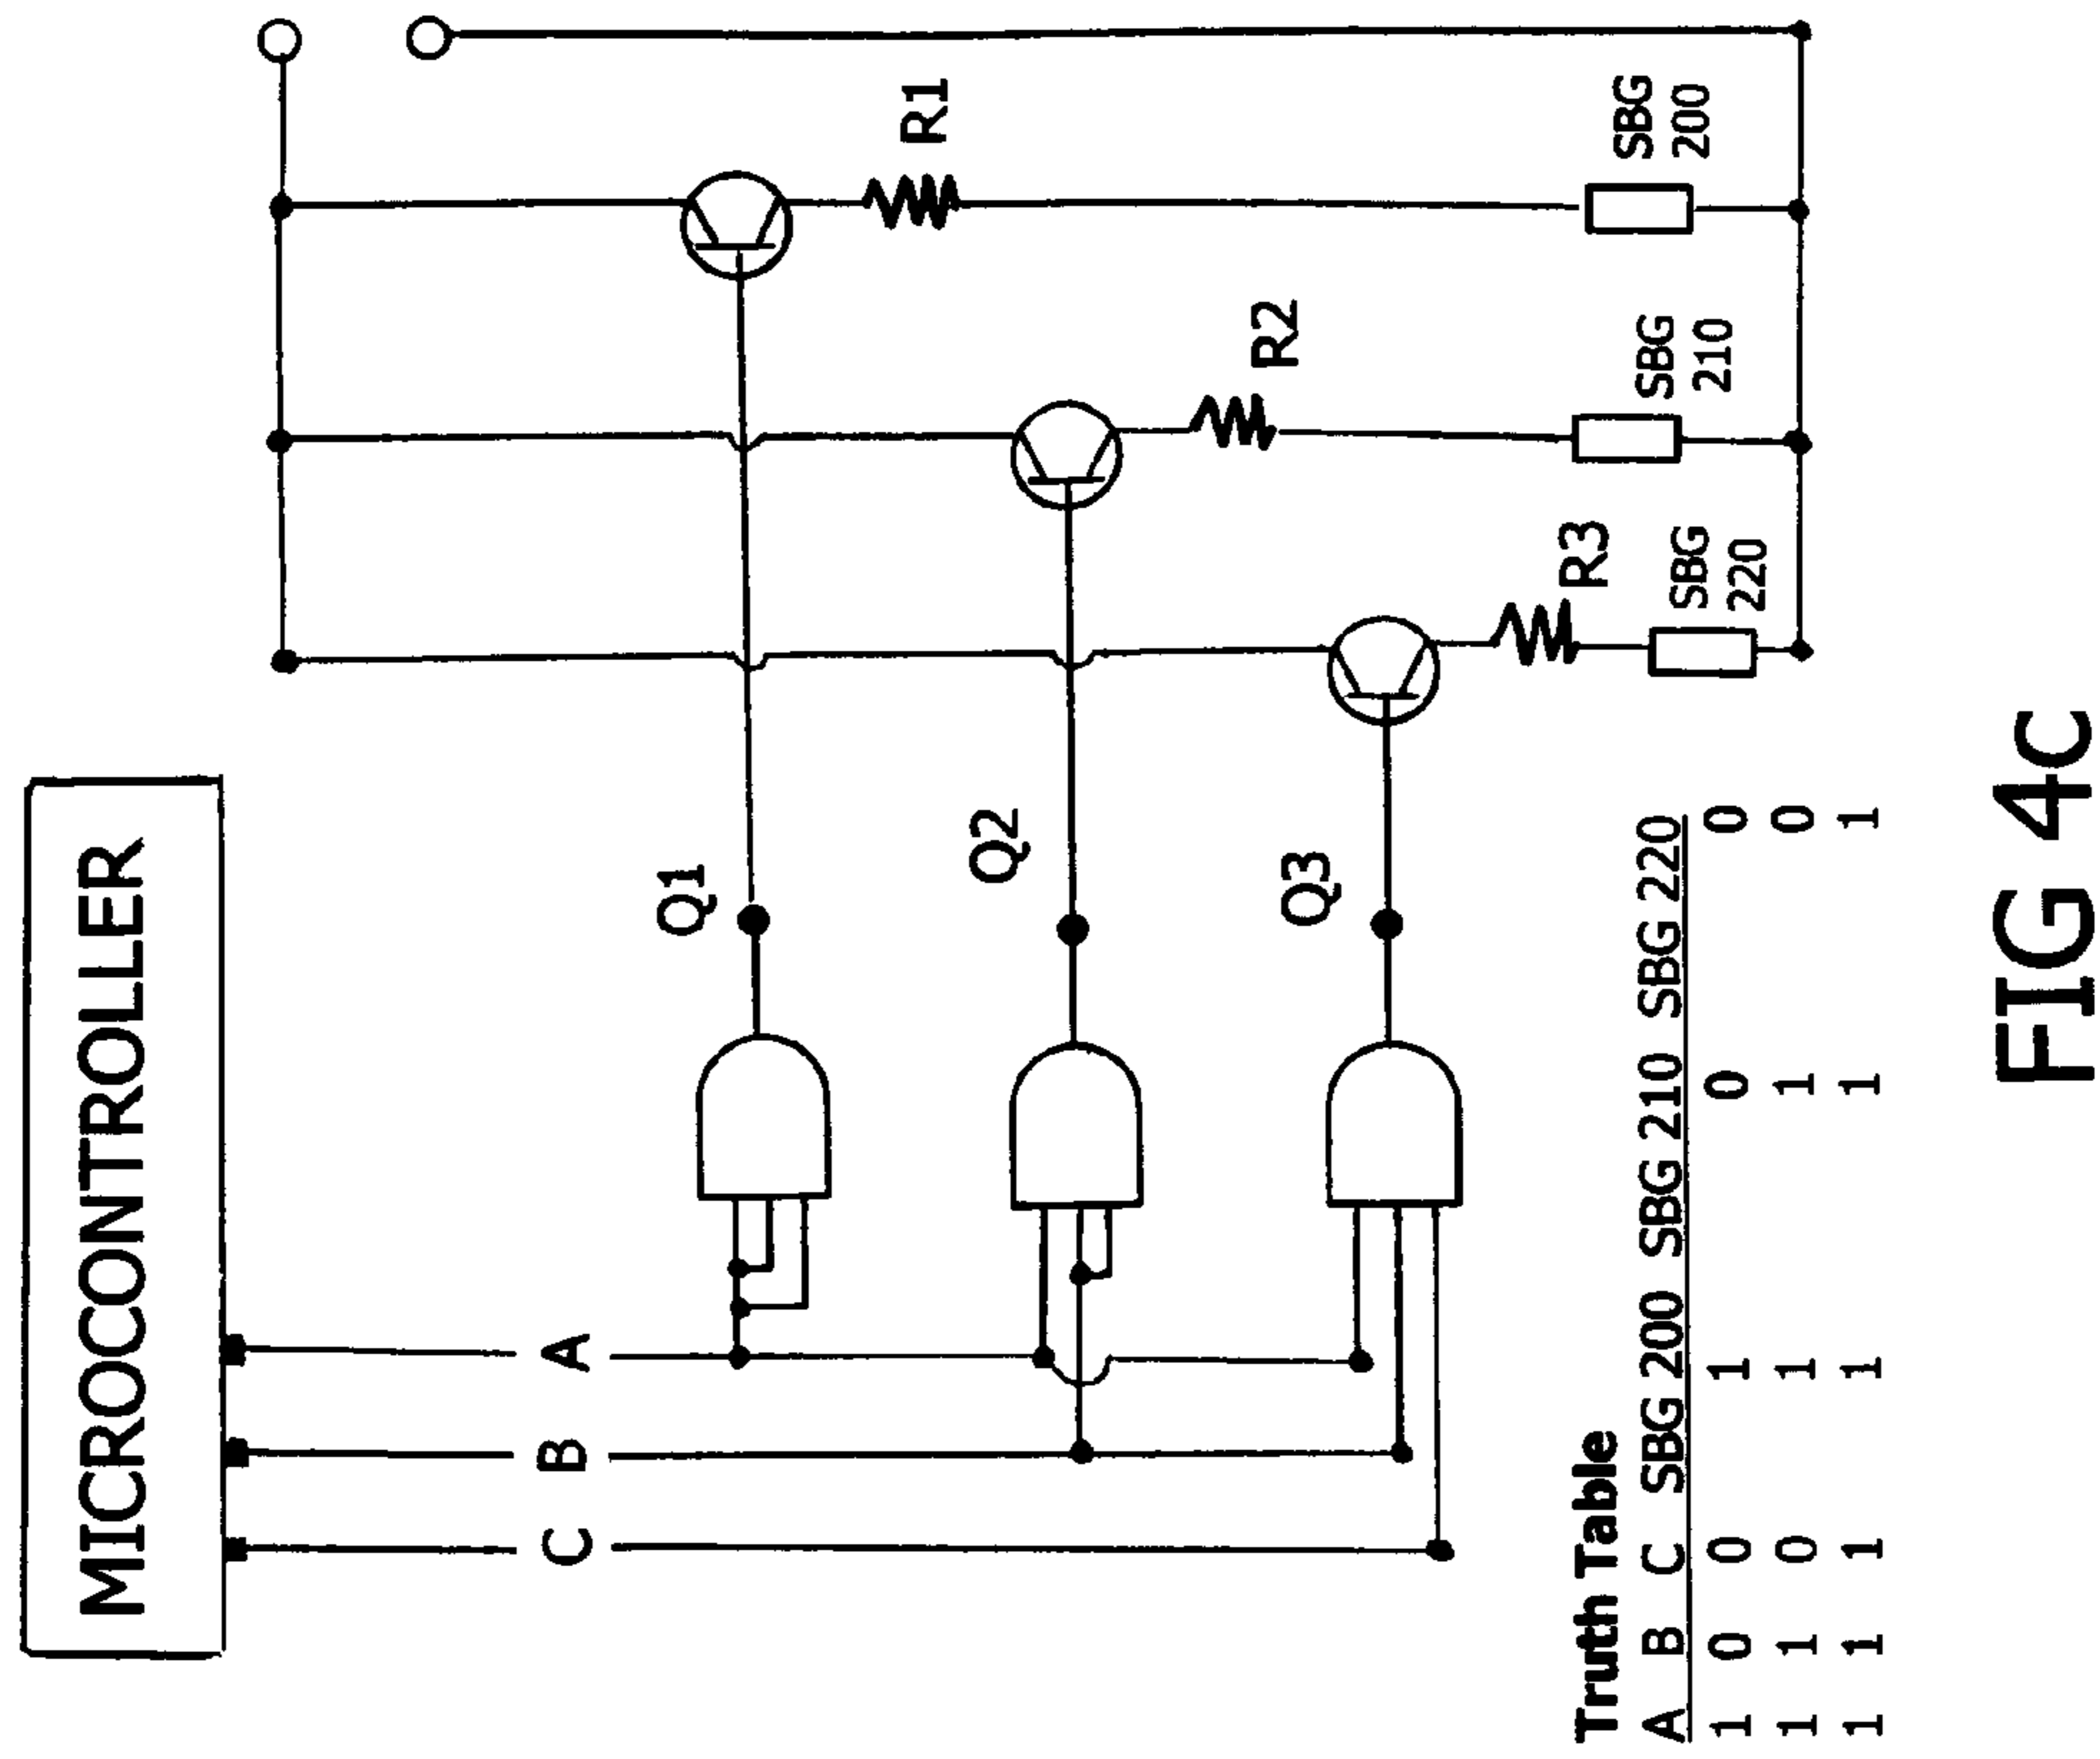 MICROCONTROLLER
C B A
Q1
Q2
Q3
R1
R2
R3
SBG
200
SBG
210
SBG
220
Truth Table
A B C SBG 200 SBG 210 SBG 220
1 0 0 1 0 0
1 1 0 1 1 0
1 1 1 1 1 1
FIG 4C